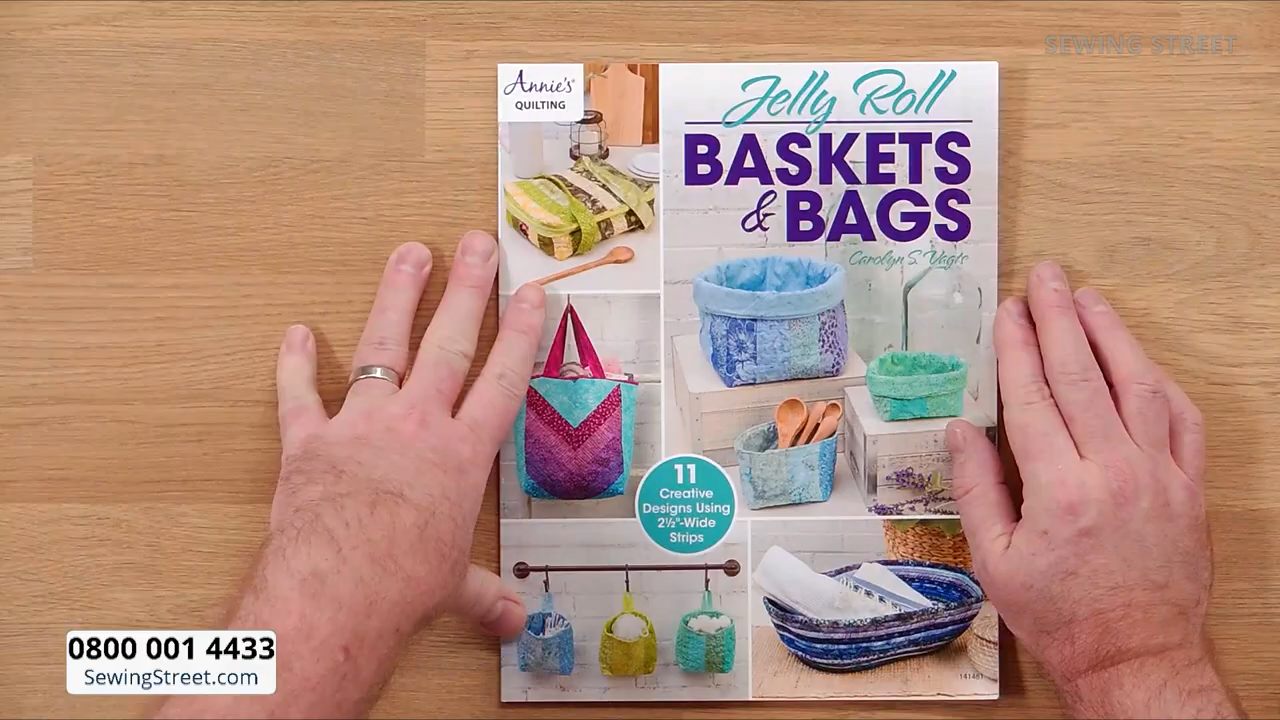 SEWING STREET
Annie's®
QUILTING
Jelly Roll
BASKETS
& BAGS
Carolyn S. Vagts
11
Creative
Designs Using
2½"-Wide
Strips
141461
0800 001 4433
SewingStreet.com